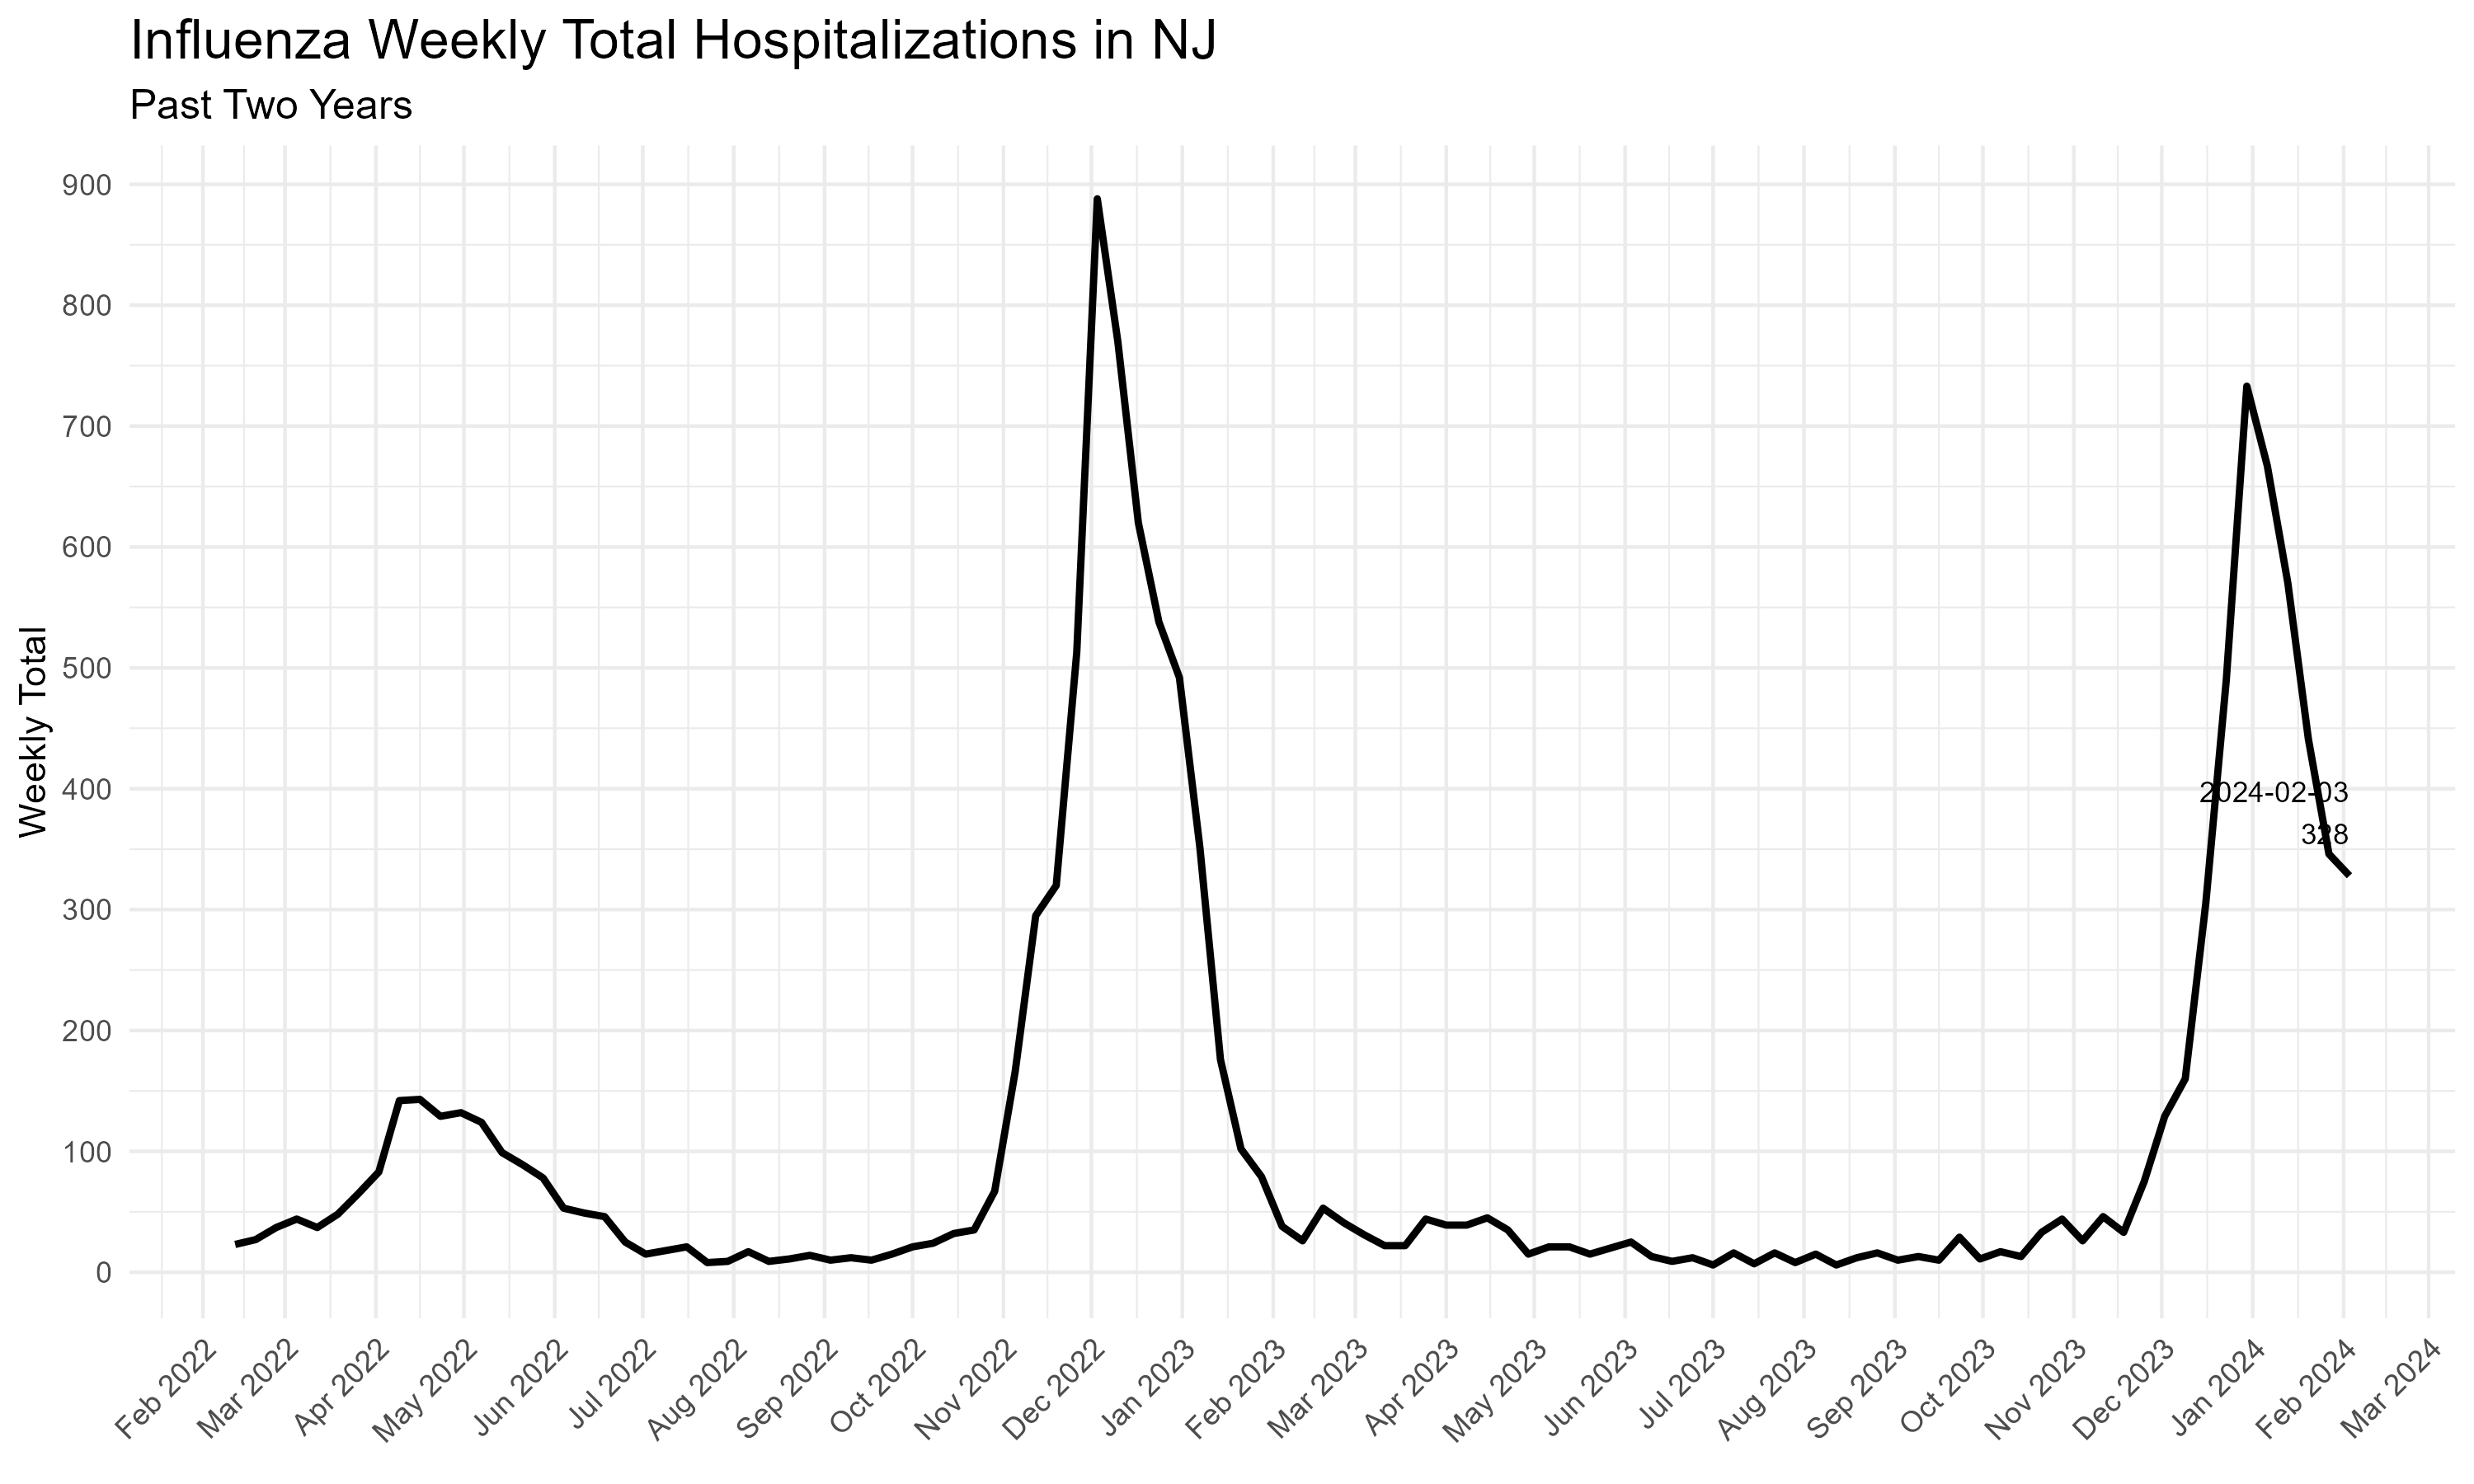 Influenza Weekly Total Hospitalizations in NJ
Past Two Years
Weekly Total
900
800
700
600
500
400
300
200
100
0
2024-02-03
328
Feb 2022
Mar 2022
Apr 2022
May 2022
Jun 2022
Jul 2022
Aug 2022
Sep 2022
Oct 2022
Nov 2022
Dec 2022
Jan 2023
Feb 2023
Mar 2023
Apr 2023
May 2023
Jun 2023
Jul 2023
Aug 2023
Sep 2023
Oct 2023
Nov 2023
Dec 2023
Jan 2024
Feb 2024
Mar 2024